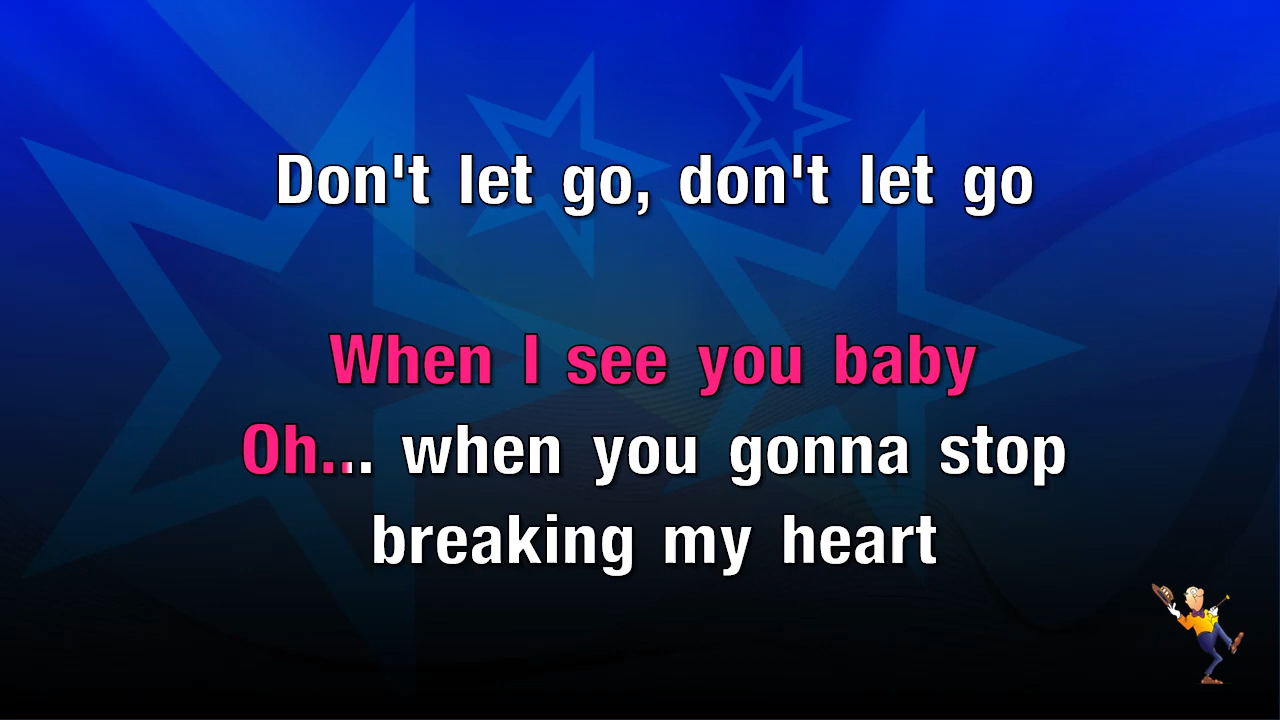 Don't let go, don't let go
When I see you baby
Oh... when you gonna stop
breaking my heart